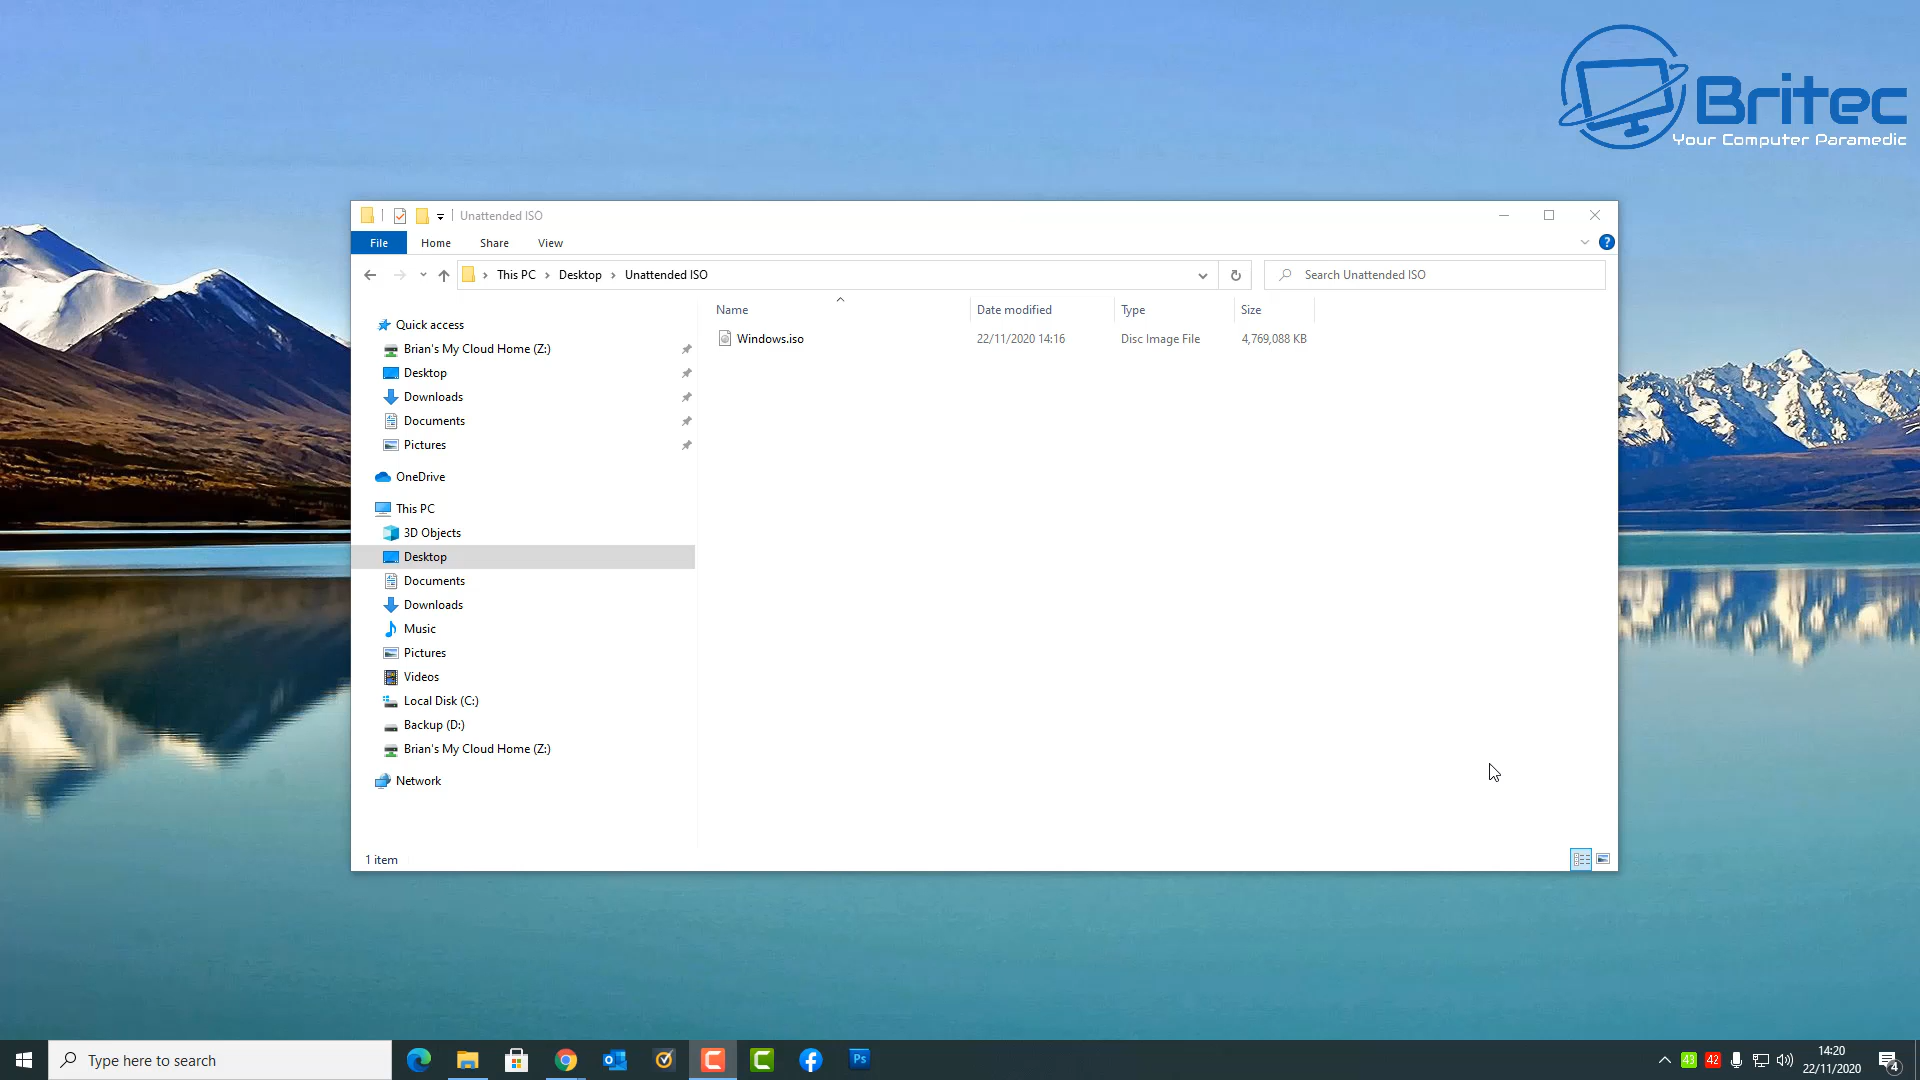 Britec
Your Computer Paramedic
Unattended ISO
File Home Share View
This PC Desktop Unattended ISO
Search Unattended ISO
Name Date modified Type Size
Windows.iso 22/11/2020 14:16 Disc Image File 4,769,088 KB
Quick access
Brian's My Cloud Home (Z:)
Desktop
Downloads
Documents
Pictures
OneDrive
This PC
3D Objects
Desktop
Documents
Downloads
Music
Pictures
Videos
Local Disk (C:)
Backup (D:)
Brian's My Cloud Home (Z:)
Network
1 item
Type here to search
Ps
43 42
14:20
22/11/2020
4